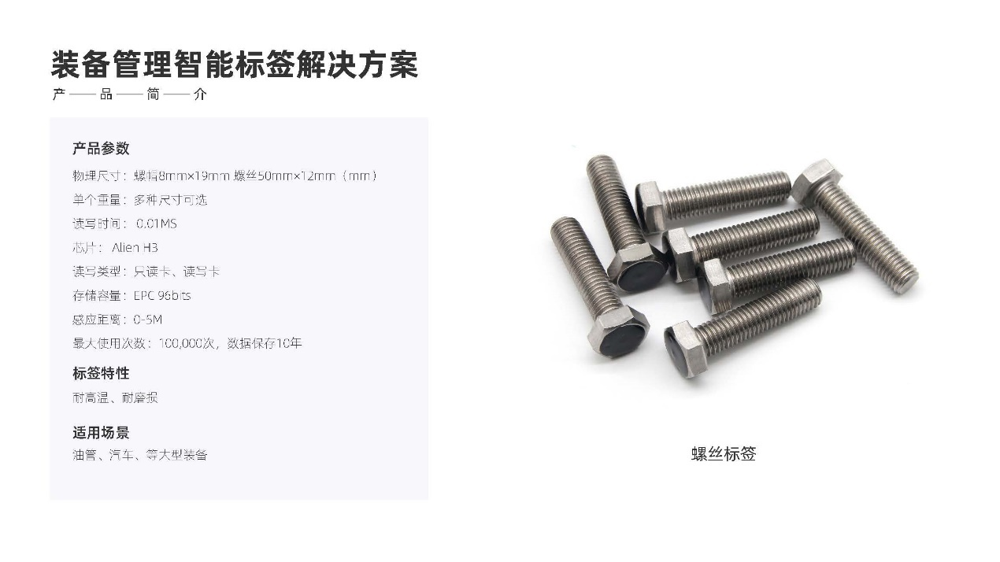 装备管理智能标签解决方案
产——品——简——介
产品参数
物理尺寸：螺帽8mm×19mm 螺丝50mm×12mm（mm）
单个重量：多种尺寸可选
读写时间： 0.01MS
芯片： Alien H3
读写类型：只读卡、读写卡
存储容量：EPC 96bits
感应距离：0-5M
最大使用次数：100,000次，数据保存10年
标签特性
耐高温、耐磨损
适用场景
油管、汽车、等大型装备
螺丝标签